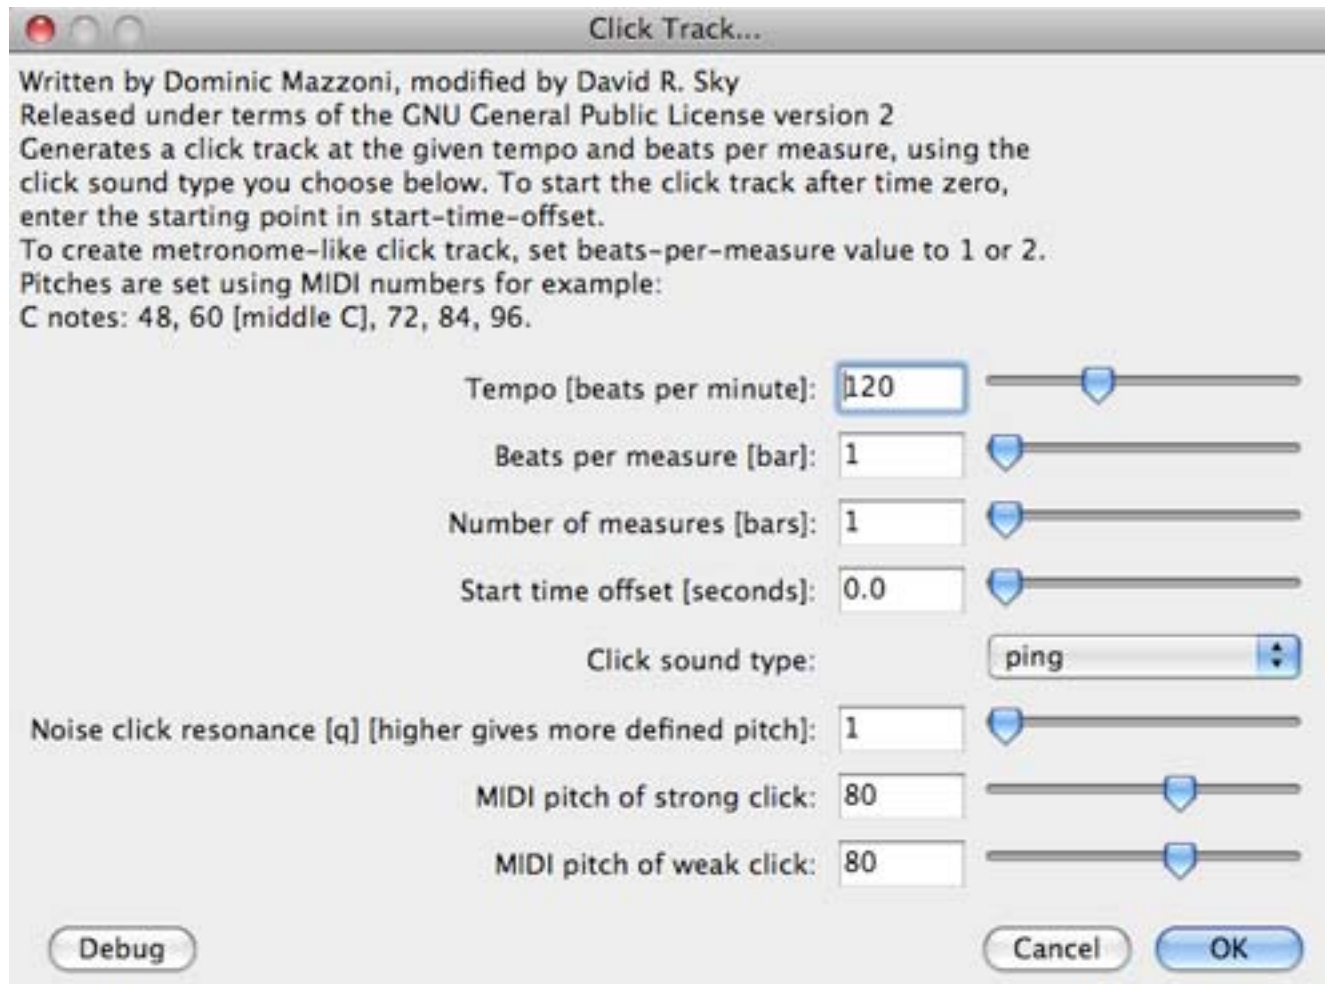 Click Track...
Written by Dominic Mazzoni, modified by David R. Sky
Released under terms of the GNU General Public License version 2
Generates a click track at the given tempo and beats per measure, using the
click sound type you choose below. To start the click track after time zero,
enter the starting point in start-time-offset.
To create metronome-like click track, set beats-per-measure value to 1 or 2.
Pitches are set using MIDI numbers for example:
C notes: 48, 60 [middle C], 72, 84, 96.
Tempo [beats per minute]: 120
Beats per measure [bar]: 1
Number of measures [bars]: 1
Start time offset [seconds]: 0.0
Click sound type: ping
Noise click resonance [q] [higher gives more defined pitch]: 1
MIDI pitch of strong click: 80
MIDI pitch of weak click: 80
Debug Cancel OK